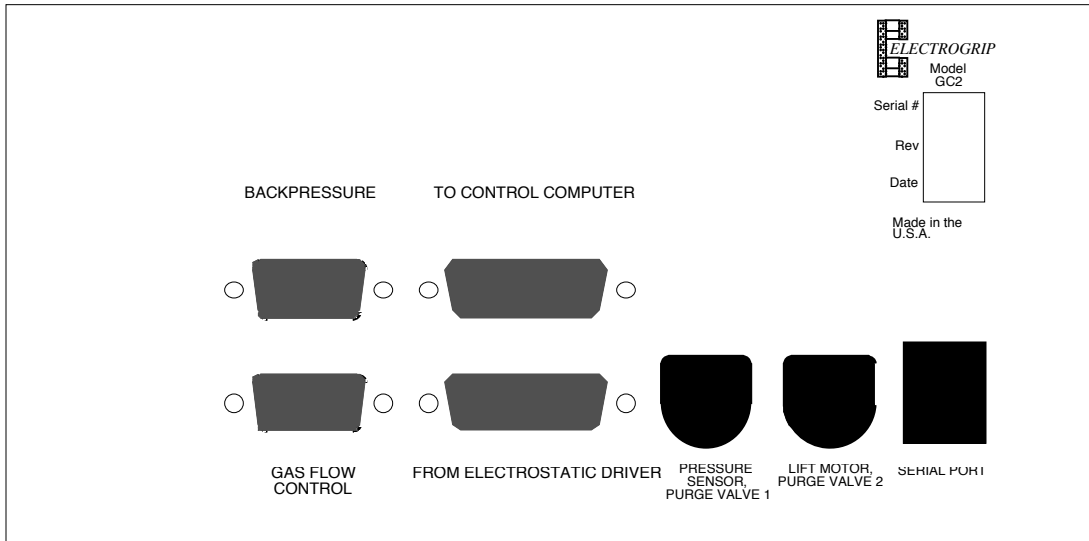 ELECTROGRIP
Model
GC2
Serial #
Rev
Date
Made in the
U.S.A.
BACKPRESSURE
TO CONTROL COMPUTER
GAS FLOW
CONTROL
FROM ELECTROSTATIC DRIVER
PRESSURE
SENSOR,
PURGE VALVE 1
LIFT MOTOR,
PURGE VALVE 2
SERIAL PORT